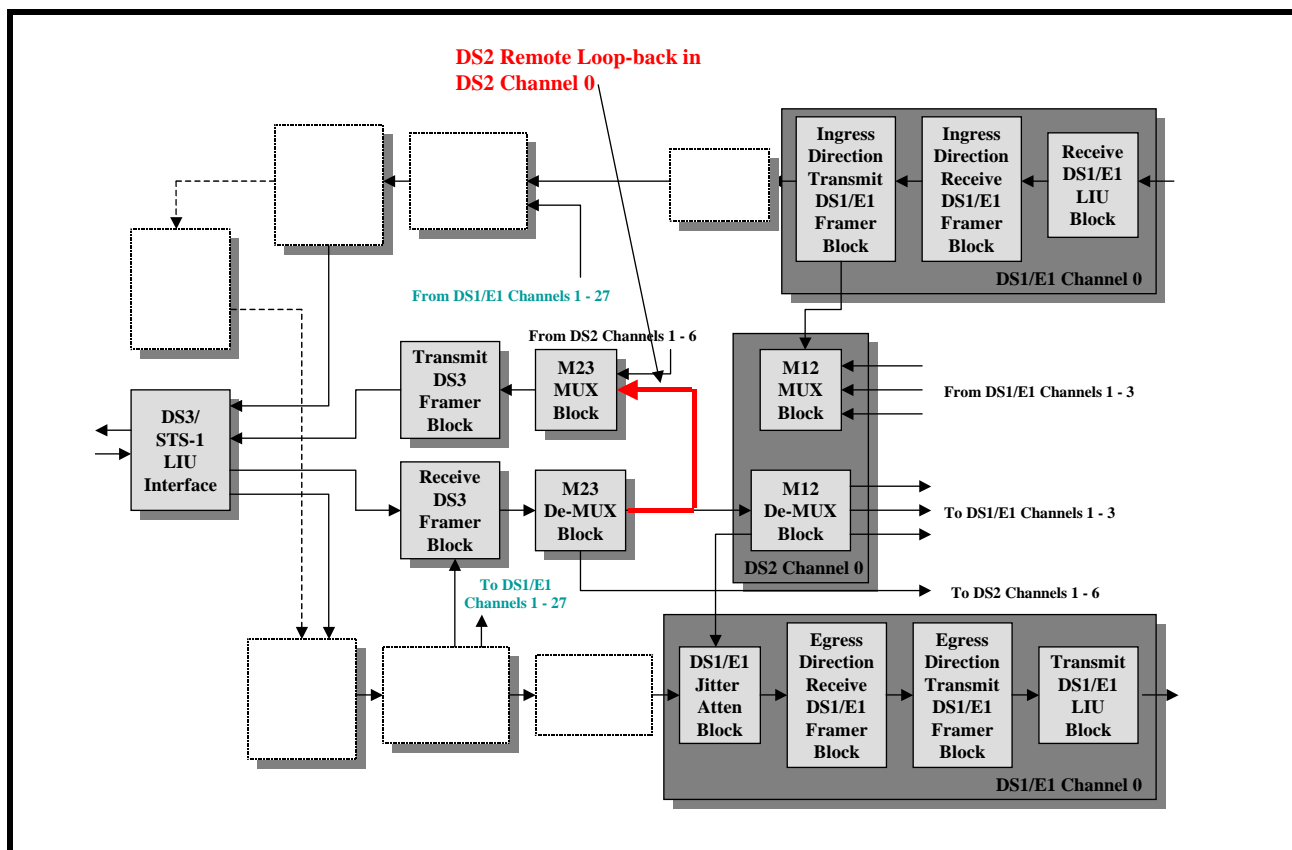 DS2 Remote Loop-back in
DS2 Channel 0
Ingress
Direction
Transmit
DS1/E1
Framer
Block
Ingress
Direction
Receive
DS1/E1
Framer
Block
Receive
DS1/E1
LIU
Block
DS1/E1 Channel 0
From DS1/E1 Channels 1 - 27
From DS2 Channels 1 - 6
Transmit
DS3
Framer
Block
M23
MUX
Block
M12
MUX
Block
From DS1/E1 Channels 1 - 3
DS3/
STS-1
LIU
Interface
Receive
DS3
Framer
Block
M23
De-MUX
Block
M12
De-MUX
Block
To DS1/E1 Channels 1 - 3
DS2 Channel 0
To DS1/E1
Channels 1 - 27
To DS2 Channels 1 - 6
DS1/E1
Jitter
Atten
Block
Egress
Direction
Receive
DS1/E1
Framer
Block
Egress
Direction
Transmit
DS1/E1
Framer
Block
Transmit
DS1/E1
LIU
Block
DS1/E1 Channel 0